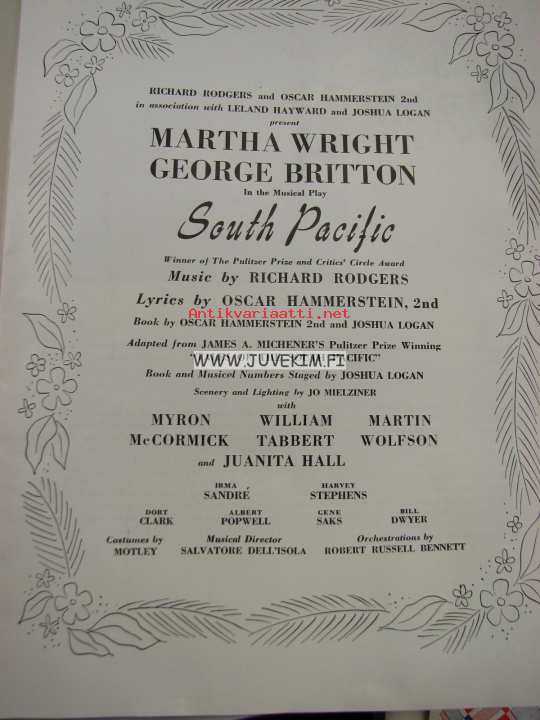 RICHARD RODGERS and OSCAR HAMMERSTEIN 2nd
in association with LELAND HAYWARD and JOSHUA LOGAN
present
MARTHA WRIGHT
GEORGE BRITTON
In the Musical Play
South Pacific
Winner of The Pulitzer Prize and Critics' Circle Award
Music by RICHARD RODGERS
Lyrics by OSCAR HAMMERSTEIN, 2nd
Antikvariaatti.net
Book by OSCAR HAMMERSTEIN 2nd and JOSHUA LOGAN
Adapted from JAMES A. MICHENER'S Pulitzer Prize Winning
WWW.JUVEKIM.FI
PACIFIC"
Book and Musical Numbers Staged by JOSHUA LOGAN
Scenery and Lighting by JO MIELZINER
with
MYRON WILLIAM MARTIN
McCORMICK TABBERT WOLFSON
and JUANITA HALL
IRMA HARVEY
SANDRÉ STEPHENS
DORT ALBERT GENE BILL
CLARK POPWELL SAKS DWYER
Costumes by Musical Director Orchestrations by
MOTLEY SALVATORE DELL'ISOLA ROBERT RUSSELL BENNETT